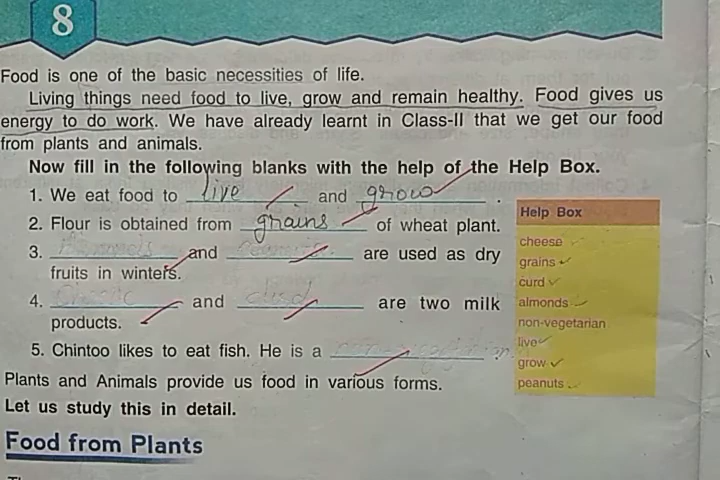 8
Food is one of the basic necessities of life.
Living things need food to live, grow and remain healthy. Food gives us
energy to do work. We have already learnt in Class-II that we get our food
from plants and animals.
Now fill in the following blanks with the help of the Help Box.
1. We eat food to live and grow .
2. Flour is obtained from grains of wheat plant.
3. and are used as dry
fruits in winters.
4. and curd are two milk
products.
5. Chintoo likes to eat fish. He is a
Help Box
cheese
grains
curd
almonds
non-vegetarian
live
grow
peanuts
Plants and Animals provide us food in various forms.
Let us study this in detail.
Food from Plants